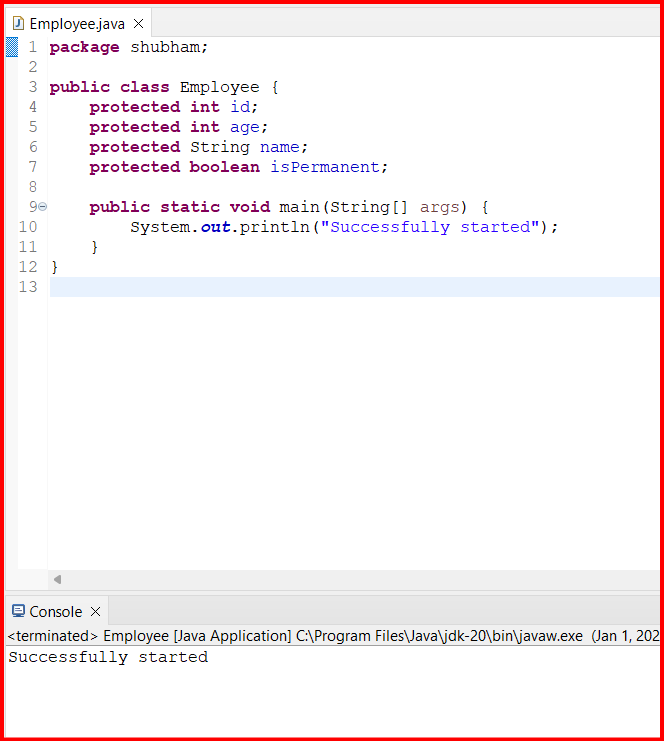 Employee.java
1 package shubham;
2
3 public class Employee {
4     protected int id;
5     protected int age;
6     protected String name;
7     protected boolean isPermanent;
8
9     public static void main(String[] args) {
10         System.out.println("Successfully started");
11     }
12 }
13
Console
<terminated> Employee [Java Application] C:\Program Files\Java\jdk-20\bin\javaw.exe (Jan 1, 202
Successfully started